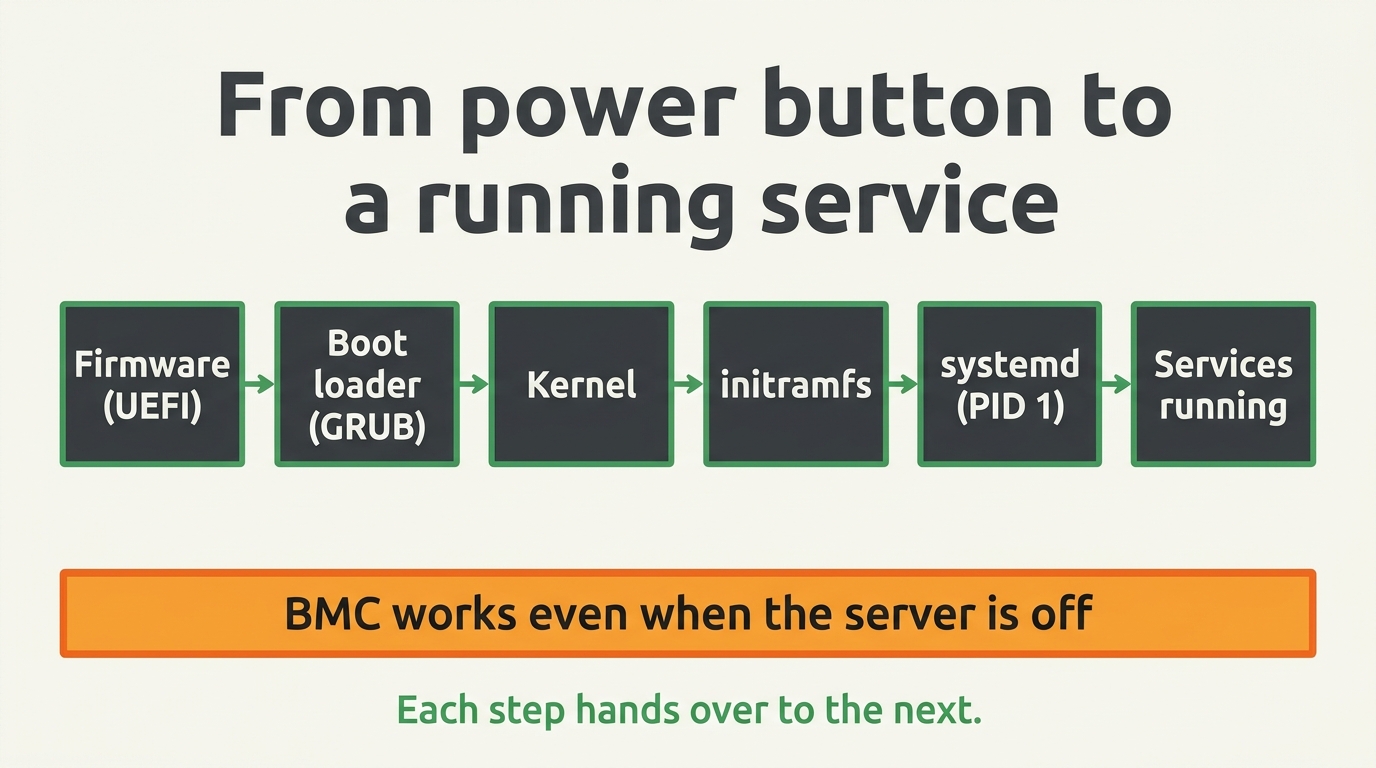 From power button to
a running service
Firmware
(UEFI)
Boot
loader
(GRUB)
Kernel
initramfs
systemd
(PID 1)
Services
running
BMC works even when the server is off
Each step hands over to the next.